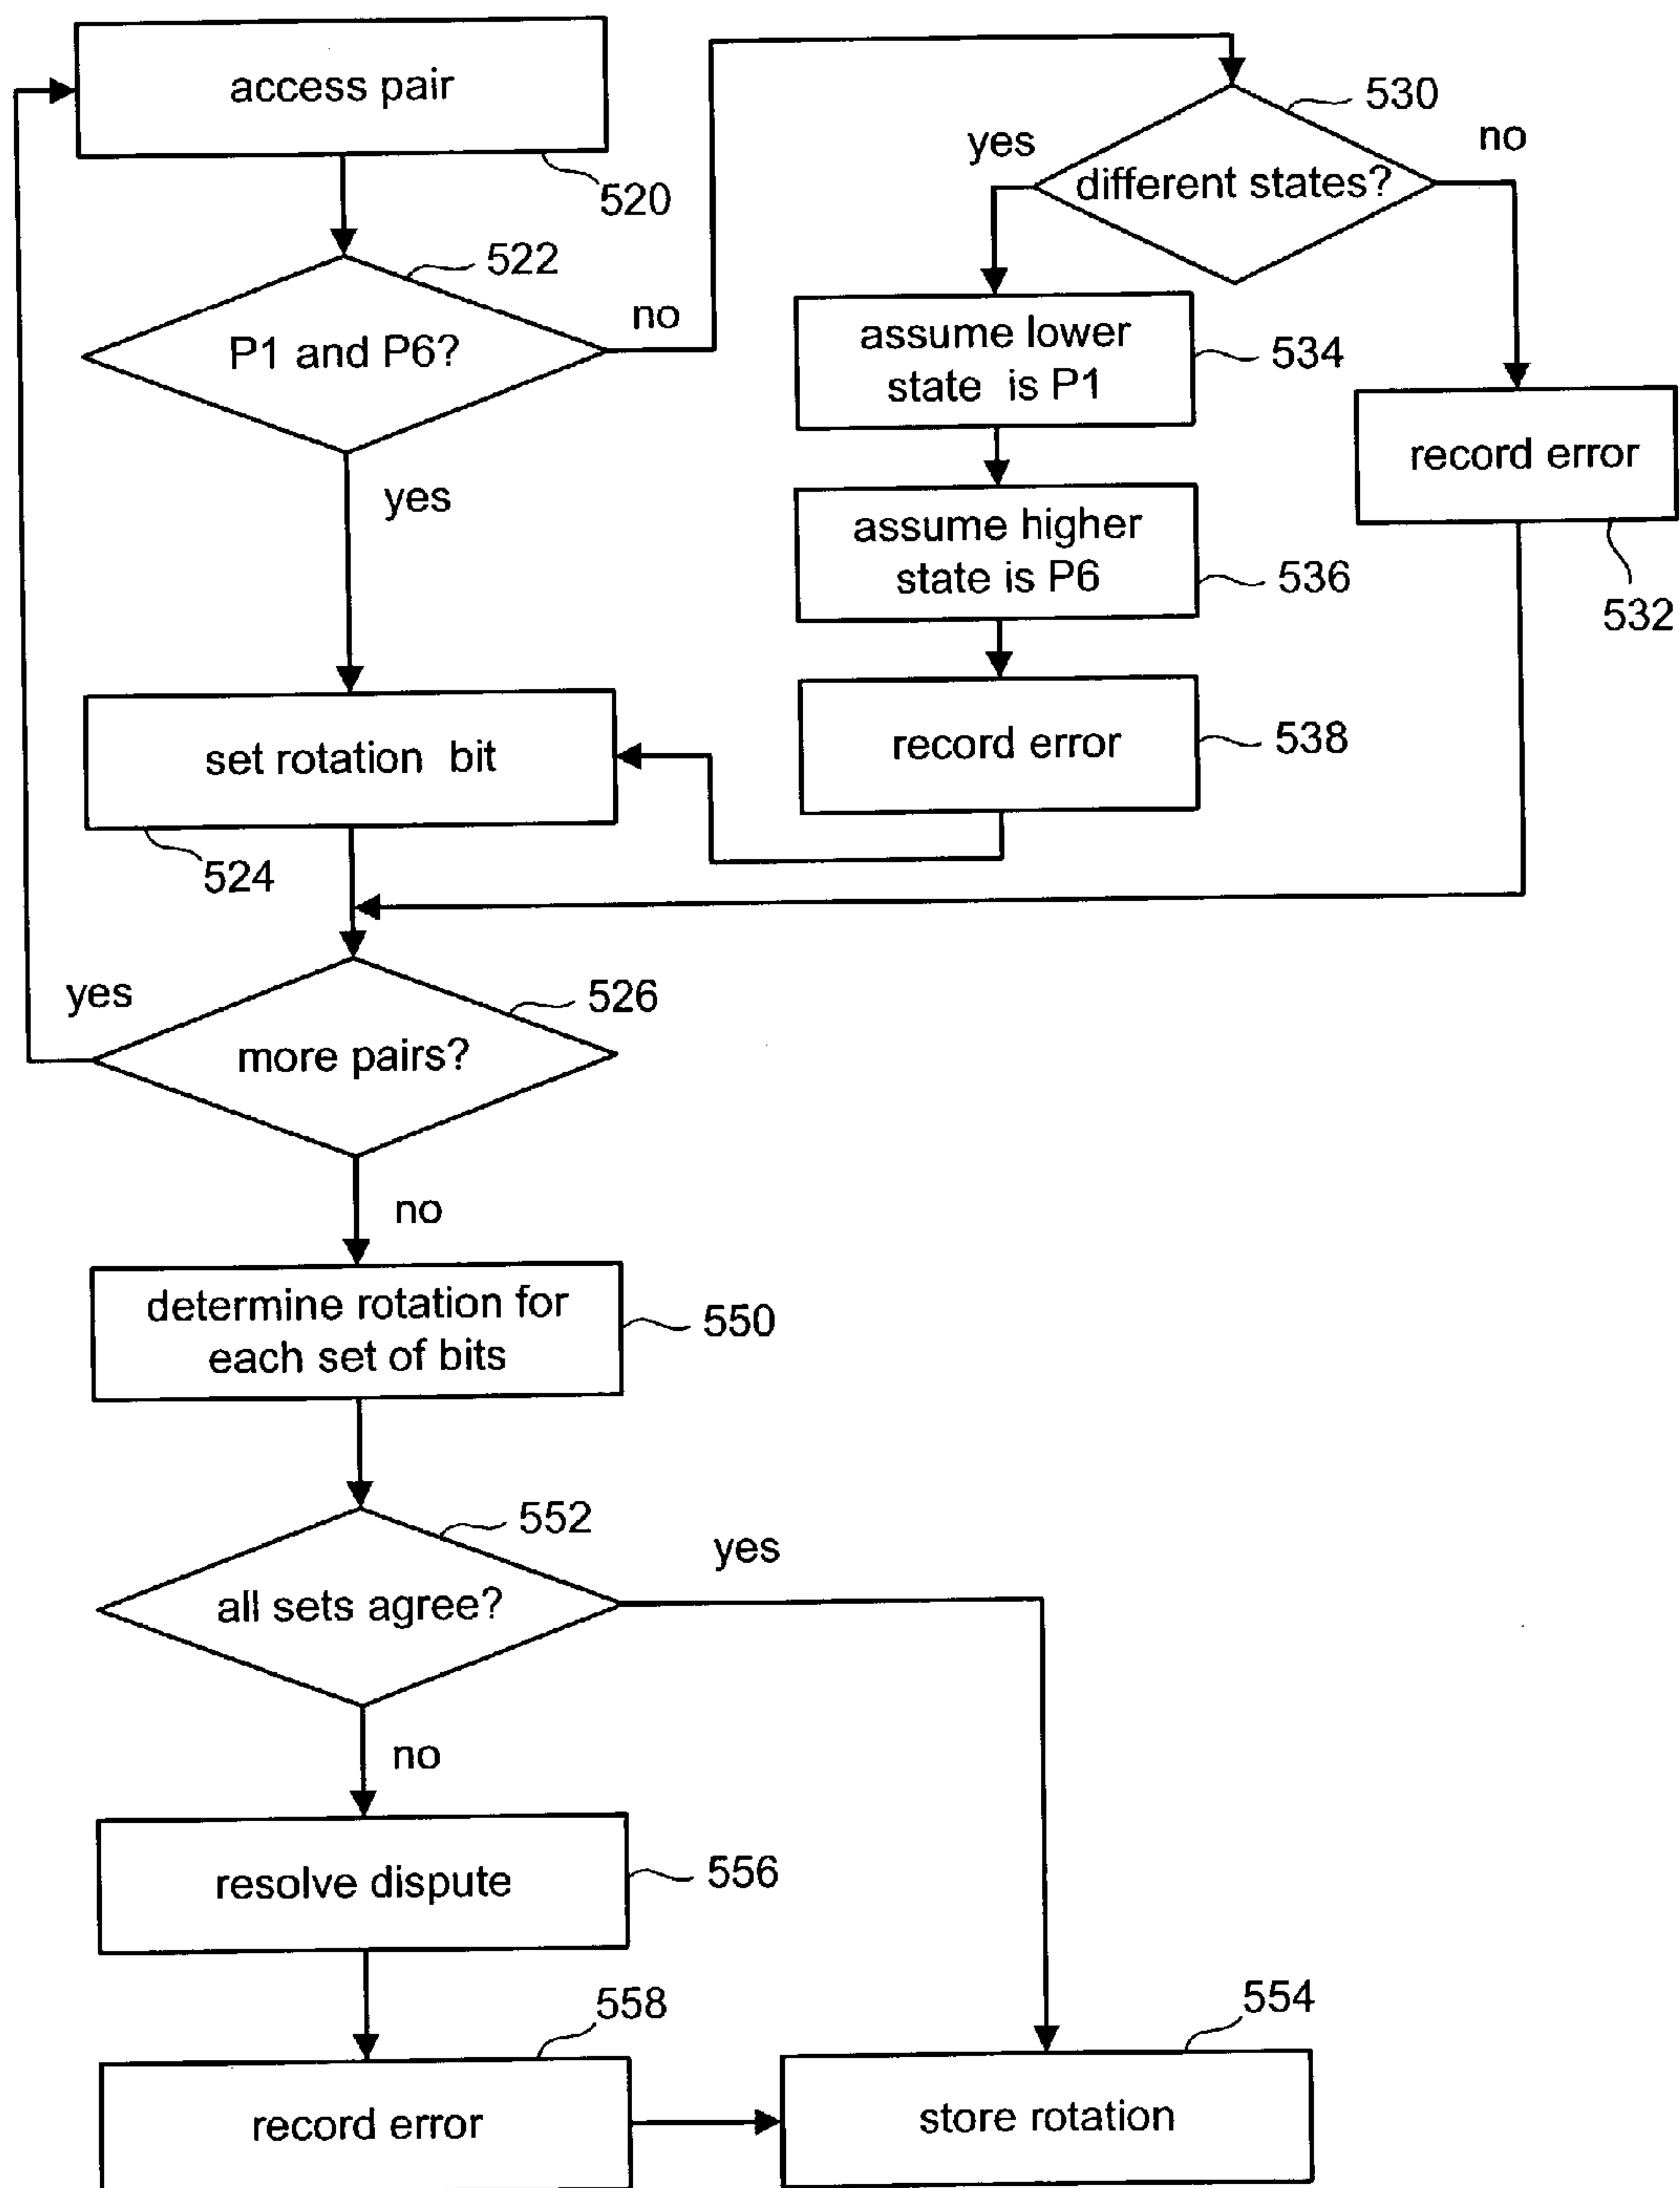 access pair
520
522
P1 and P6?
no
yes
530
yes
no
different states?
assume lower
state is P1
534
record error
532
assume higher
state is P6
536
record error
538
set rotation bit
524
yes
526
more pairs?
no
determine rotation for
each set of bits
550
552
all sets agree?
yes
no
resolve dispute
556
558
record error
554
store rotation